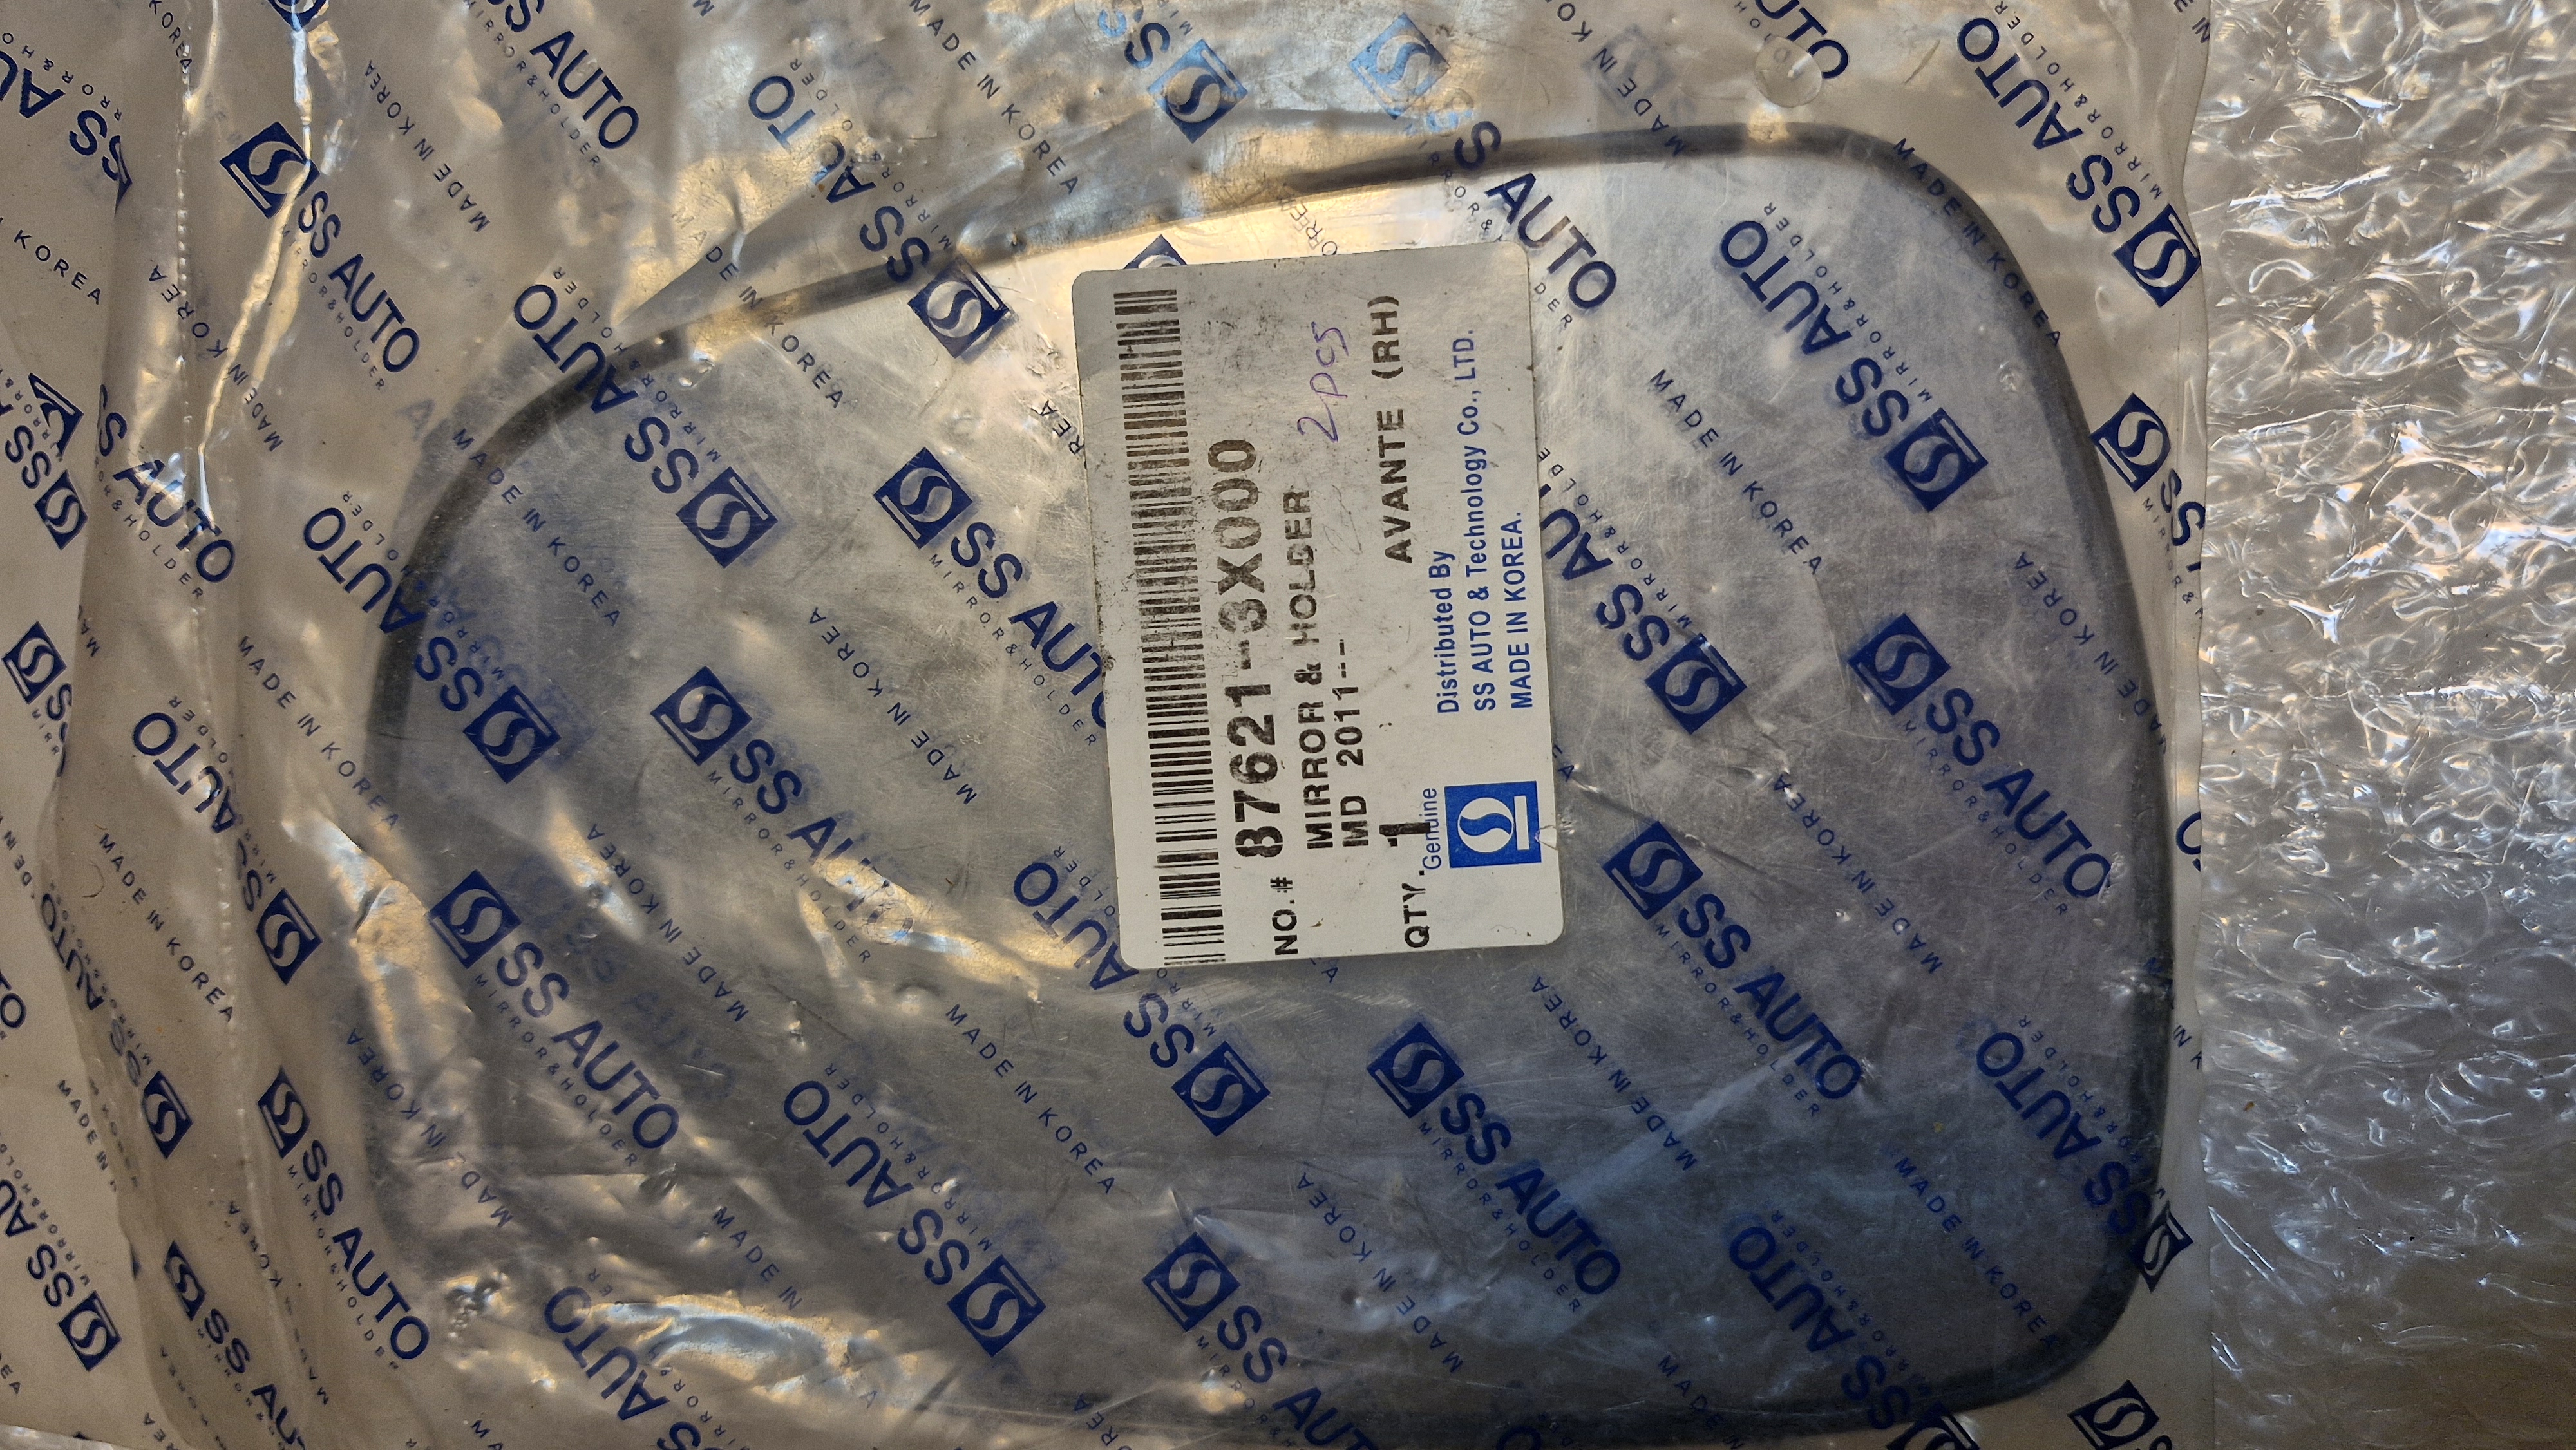 NO.# 87621-3X000
MIRROR & HOLDER
2pcs
MD 2011--
AVANTE (RH)
QTY. 1
Genuine
Distributed By
SS AUTO & Technology Co., LTD.
MADE IN KOREA.
SS AUTO
MIRROR & HOLDER
MADE IN KOREA